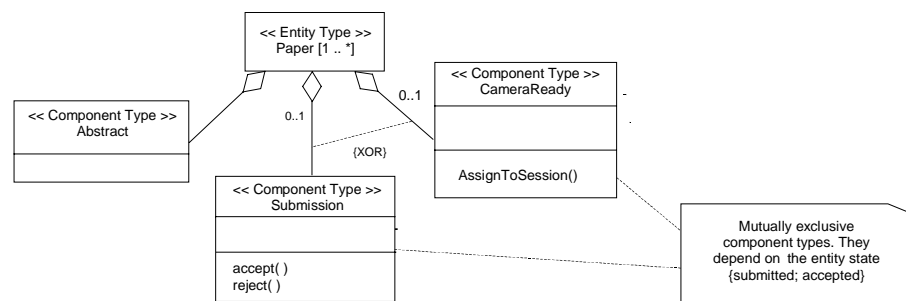 << Entity Type >>
Paper [1 .. *]
<< Component Type >>
CameraReady
AssignToSession()
<< Component Type >>
Abstract
0..1
0..1
{XOR}
<< Component Type >>
Submission
accept( )
reject( )
Mutually exclusive
component types. They
depend on the entity state
{submitted; accepted}